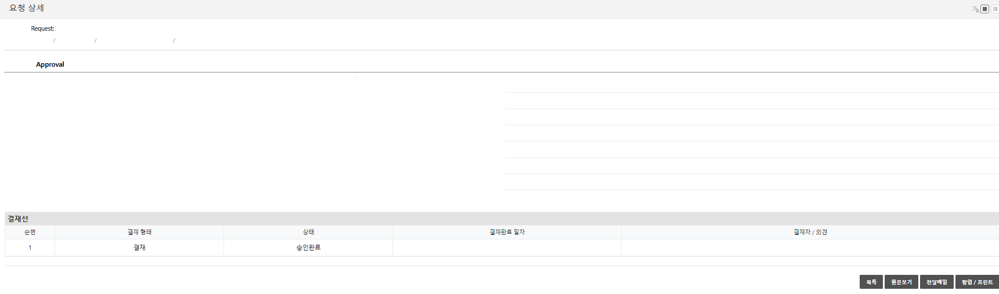 요청 상세
가A
Request:
/ / /
Approval
결재선
순번 결재 형태 상태 결재완료 일자 결재자 / 의견
1 결재 승인완료
목록 원문보기 전달메일 팝업 / 프린트